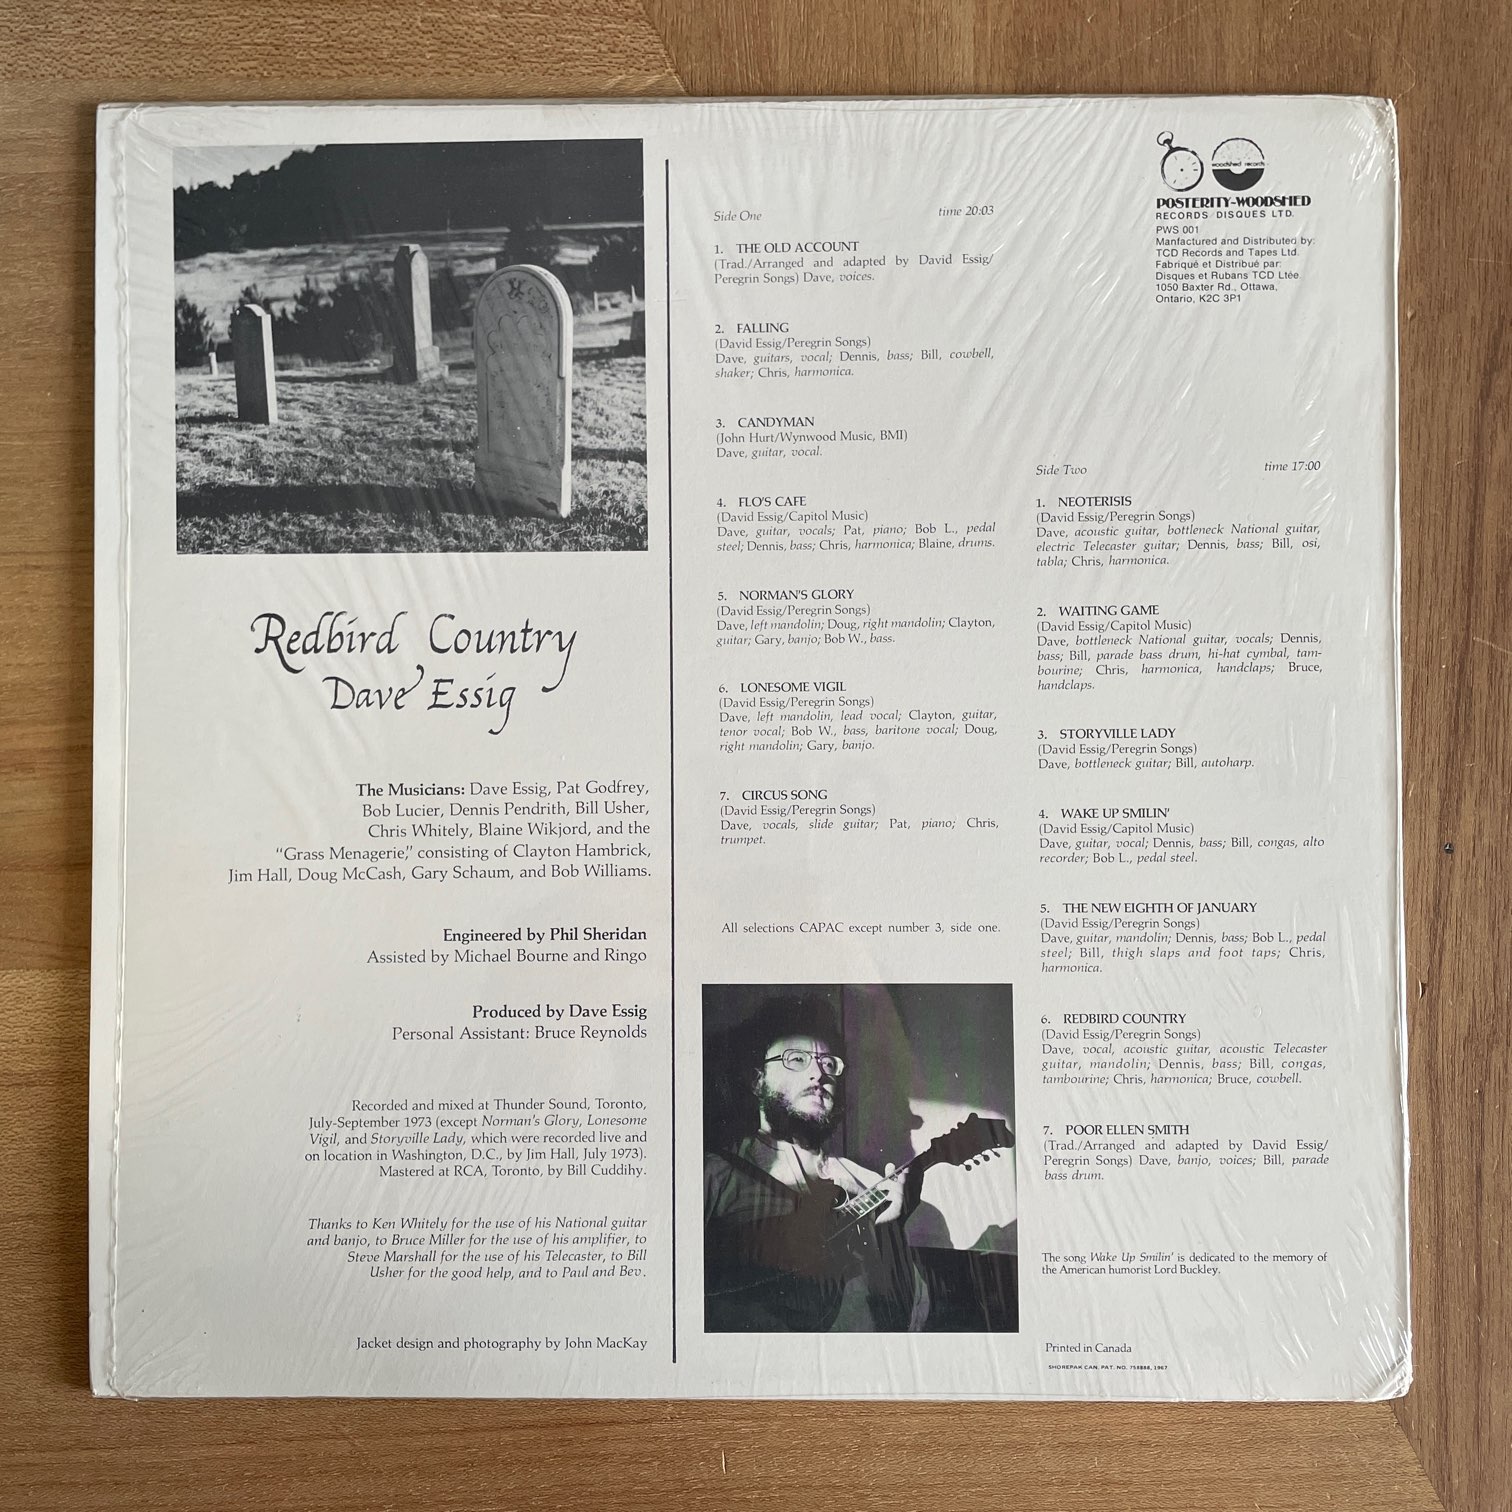 Redbird Country
Dave Essig
The Musicians: Dave Essig, Pat Godfrey,
Bob Lucier, Dennis Pendrith, Bill Usher,
Chris Whitely, Blaine Wikjord, and the
“Grass Menagerie,” consisting of Clayton Hambrick,
Jim Hall, Doug McCash, Gary Schaum, and Bob Williams.
Engineered by Phil Sheridan
Assisted by Michael Bourne and Ringo
Produced by Dave Essig
Personal Assistant: Bruce Reynolds
Recorded and mixed at Thunder Sound, Toronto,
July-September 1973 (except Norman's Glory, Lonesome
Vigil, and Storyville Lady, which were recorded live and
on location in Washington, D.C., by Jim Hall, July 1973).
Mastered at RCA, Toronto, by Bill Cuddihy.
Thanks to Ken Whitely for the use of his National guitar
and banjo, to Bruce Miller for the use of his amplifier, to
Steve Marshall for the use of his Telecaster, to Bill
Usher for the good help, and to Paul and Bev.
Jacket design and photography by John MacKay
Side One time 20:03
1. THE OLD ACCOUNT
(Trad./Arranged and adapted by David Essig/
Peregrin Songs) Dave, voices.
2. FALLING
(David Essig/Peregrin Songs)
Dave, guitars, vocal; Dennis, bass; Bill, cowbell,
shaker; Chris, harmonica.
3. CANDYMAN
(John Hurt/Wynwood Music, BMI)
Dave, guitar, vocal.
4. FLO'S CAFE
(David Essig/Capitol Music)
Dave, guitar, vocals; Pat, piano; Bob L., pedal
steel; Dennis, bass; Chris, harmonica; Blaine, drums.
5. NORMAN'S GLORY
(David Essig/Peregrin Songs)
Dave, left mandolin; Doug, right mandolin; Clayton,
guitar; Gary, banjo; Bob W., bass.
6. LONESOME VIGIL
(David Essig/Peregrin Songs)
Dave, left mandolin, lead vocal; Clayton, guitar,
tenor vocal; Bob W., bass, baritone vocal; Doug,
right mandolin; Gary, banjo.
7. CIRCUS SONG
(David Essig/Peregrin Songs)
Dave, vocals, slide guitar; Pat, piano; Chris,
trumpet.
All selections CAPAC except number 3, side one.
woodshed records
POSTERITY-WOODSHED
RECORDS/DISQUES LTD.
PWS 001
Manfactured and Distributed by:
TCD Records and Tapes Ltd.
Fabriqué et Distribué par:
Disques et Rubans TCD Ltée.
1050 Baxter Rd., Ottawa,
Ontario, K2C 3P1
Side Two time 17:00
1. NEOTERISIS
(David Essig/Peregrin Songs)
Dave, acoustic guitar, bottleneck National guitar,
electric Telecaster guitar; Dennis, bass; Bill, osi,
tabla; Chris, harmonica.
2. WAITING GAME
(David Essig/Capitol Music)
Dave, bottleneck National guitar, vocals; Dennis,
bass; Bill, parade bass drum, hi-hat cymbal, tam-
bourine; Chris, harmonica, handclaps; Bruce,
handclaps.
3. STORYVILLE LADY
(David Essig/Peregrin Songs)
Dave, bottleneck guitar; Bill, autoharp.
4. WAKE UP SMILIN'
(David Essig/Capitol Music)
Dave, guitar, vocal; Dennis, bass; Bill, congas, alto
recorder; Bob L., pedal steel.
5. THE NEW EIGHTH OF JANUARY
(David Essig/Peregrin Songs)
Dave, guitar, mandolin; Dennis, bass; Bob L., pedal
steel; Bill, thigh slaps and foot taps; Chris,
harmonica.
6. REDBIRD COUNTRY
(David Essig/Peregrin Songs)
Dave, vocal, acoustic guitar, acoustic Telecaster
guitar, mandolin; Dennis, bass; Bill, congas,
tambourine; Chris, harmonica; Bruce, cowbell.
7. POOR ELLEN SMITH
(Trad./Arranged and adapted by David Essig/
Peregrin Songs) Dave, banjo, voices; Bill, parade
bass drum.
The song Wake Up Smilin' is dedicated to the memory of
the American humorist Lord Buckley.
Printed in Canada
SHOREPAK CAN. PAT. NO. 758888, 1967